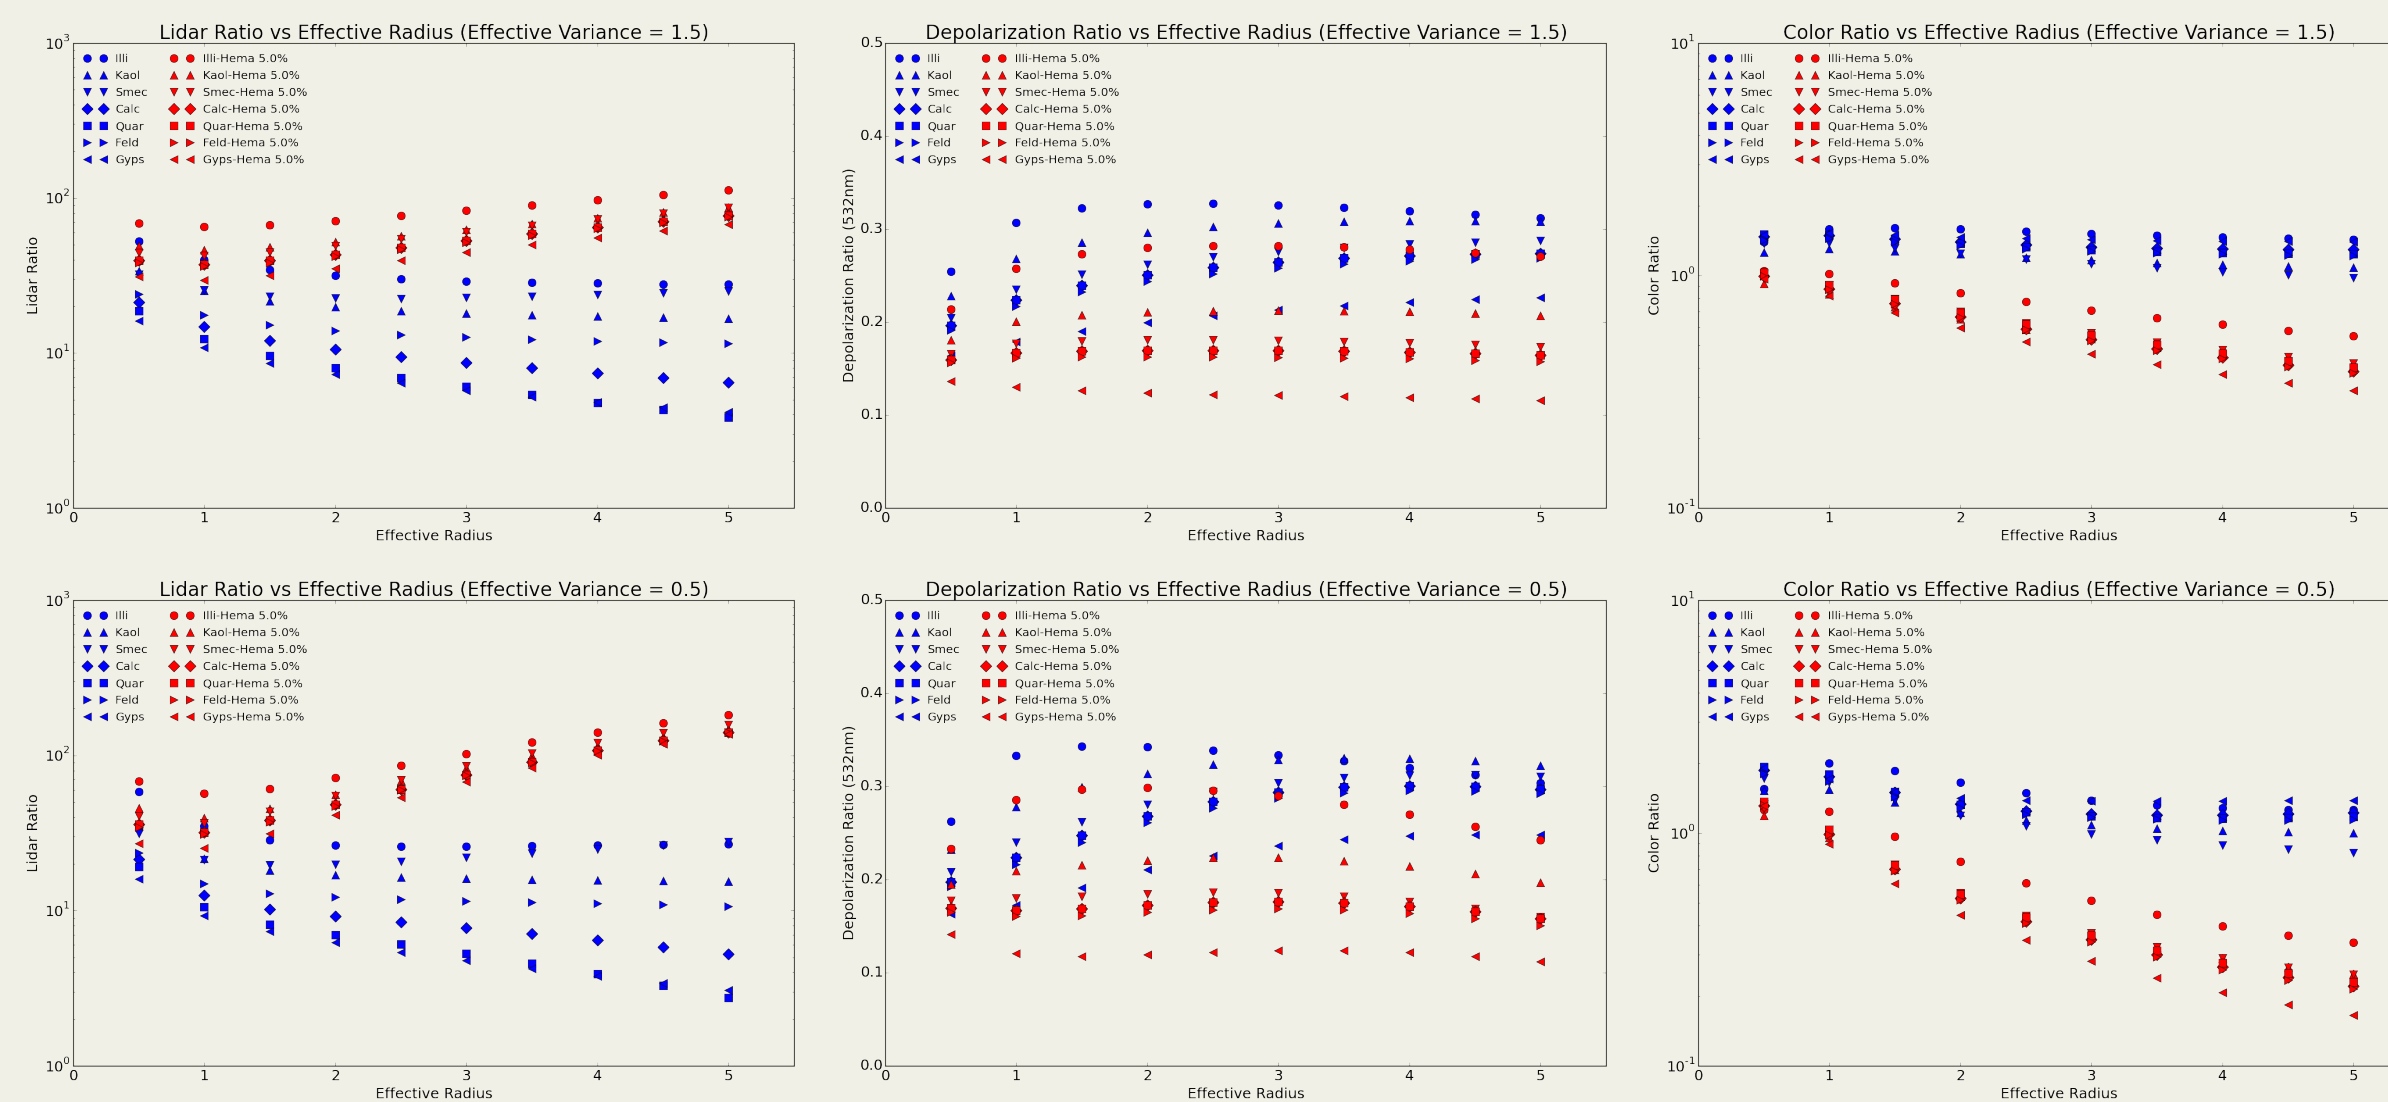 Lidar Ratio vs Effective Radius (Effective Variance = 1.5)
10³
10²
10¹
10⁰
Lidar Ratio
Illi Illi-Hema 5.0%
Kaol Kaol-Hema 5.0%
Smec Smec-Hema 5.0%
Calc Calc-Hema 5.0%
Quar Quar-Hema 5.0%
Feld Feld-Hema 5.0%
Gyps Gyps-Hema 5.0%
0 1 2 3 4 5
Effective Radius
Depolarization Ratio vs Effective Radius (Effective Variance = 1.5)
0.5
0.4
0.3
0.2
0.1
0.0
Depolarization Ratio (532nm)
Illi Illi-Hema 5.0%
Kaol Kaol-Hema 5.0%
Smec Smec-Hema 5.0%
Calc Calc-Hema 5.0%
Quar Quar-Hema 5.0%
Feld Feld-Hema 5.0%
Gyps Gyps-Hema 5.0%
0 1 2 3 4 5
Effective Radius
Color Ratio vs Effective Radius (Effective Variance = 1.5)
10¹
10⁰
10⁻¹
Color Ratio
Illi Illi-Hema 5.0%
Kaol Kaol-Hema 5.0%
Smec Smec-Hema 5.0%
Calc Calc-Hema 5.0%
Quar Quar-Hema 5.0%
Feld Feld-Hema 5.0%
Gyps Gyps-Hema 5.0%
0 1 2 3 4 5
Effective Radius
Lidar Ratio vs Effective Radius (Effective Variance = 0.5)
10³
10²
10¹
10⁰
Lidar Ratio
Illi Illi-Hema 5.0%
Kaol Kaol-Hema 5.0%
Smec Smec-Hema 5.0%
Calc Calc-Hema 5.0%
Quar Quar-Hema 5.0%
Feld Feld-Hema 5.0%
Gyps Gyps-Hema 5.0%
0 1 2 3 4 5
Effective Radius
Depolarization Ratio vs Effective Radius (Effective Variance = 0.5)
0.5
0.4
0.3
0.2
0.1
0.0
Depolarization Ratio (532nm)
Illi Illi-Hema 5.0%
Kaol Kaol-Hema 5.0%
Smec Smec-Hema 5.0%
Calc Calc-Hema 5.0%
Quar Quar-Hema 5.0%
Feld Feld-Hema 5.0%
Gyps Gyps-Hema 5.0%
0 1 2 3 4 5
Effective Radius
Color Ratio vs Effective Radius (Effective Variance = 0.5)
10¹
10⁰
10⁻¹
Color Ratio
Illi Illi-Hema 5.0%
Kaol Kaol-Hema 5.0%
Smec Smec-Hema 5.0%
Calc Calc-Hema 5.0%
Quar Quar-Hema 5.0%
Feld Feld-Hema 5.0%
Gyps Gyps-Hema 5.0%
0 1 2 3 4 5
Effective Radius